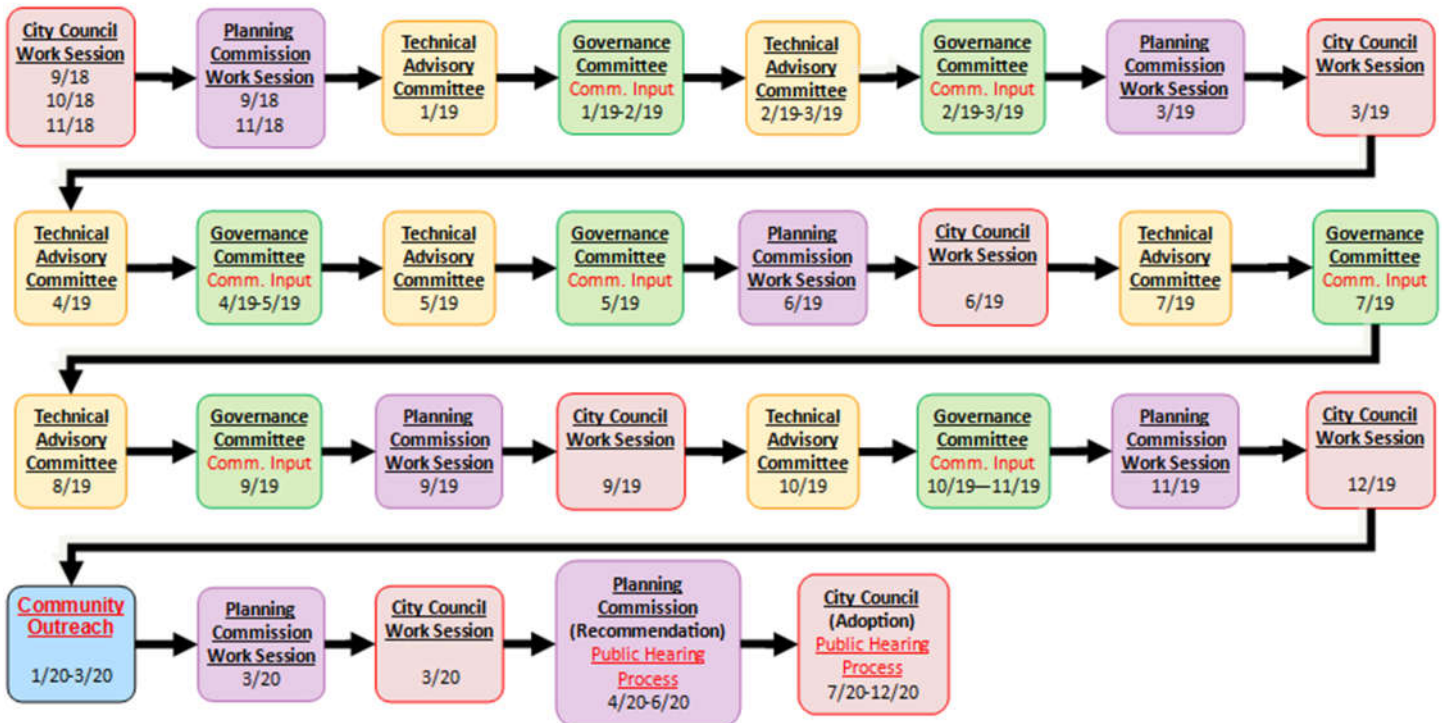 City Council
Work Session
9/18
10/18
11/18
Planning
Commission
Work Session
9/18
11/18
Technical
Advisory
Committee
1/19
Governance
Committee
Comm. Input
1/19-2/19
Technical
Advisory
Committee
2/19-3/19
Governance
Committee
Comm. Input
2/19-3/19
Planning
Commission
Work Session
3/19
City Council
Work Session
3/19
Technical
Advisory
Committee
4/19
Governance
Committee
Comm. Input
4/19-5/19
Technical
Advisory
Committee
5/19
Governance
Committee
Comm. Input
5/19
Planning
Commission
Work Session
6/19
City Council
Work Session
6/19
Technical
Advisory
Committee
7/19
Governance
Committee
Comm. Input
7/19
Technical
Advisory
Committee
8/19
Governance
Committee
Comm. Input
9/19
Planning
Commission
Work Session
9/19
City Council
Work Session
9/19
Technical
Advisory
Committee
10/19
Governance
Committee
Comm. Input
10/19—11/19
Planning
Commission
Work Session
11/19
City Council
Work Session
12/19
Community
Outreach
1/20-3/20
Planning
Commission
Work Session
3/20
City Council
Work Session
3/20
Planning
Commission
(Recommendation)
Public Hearing
Process
4/20-6/20
City Council
(Adoption)
Public Hearing
Process
7/20-12/20